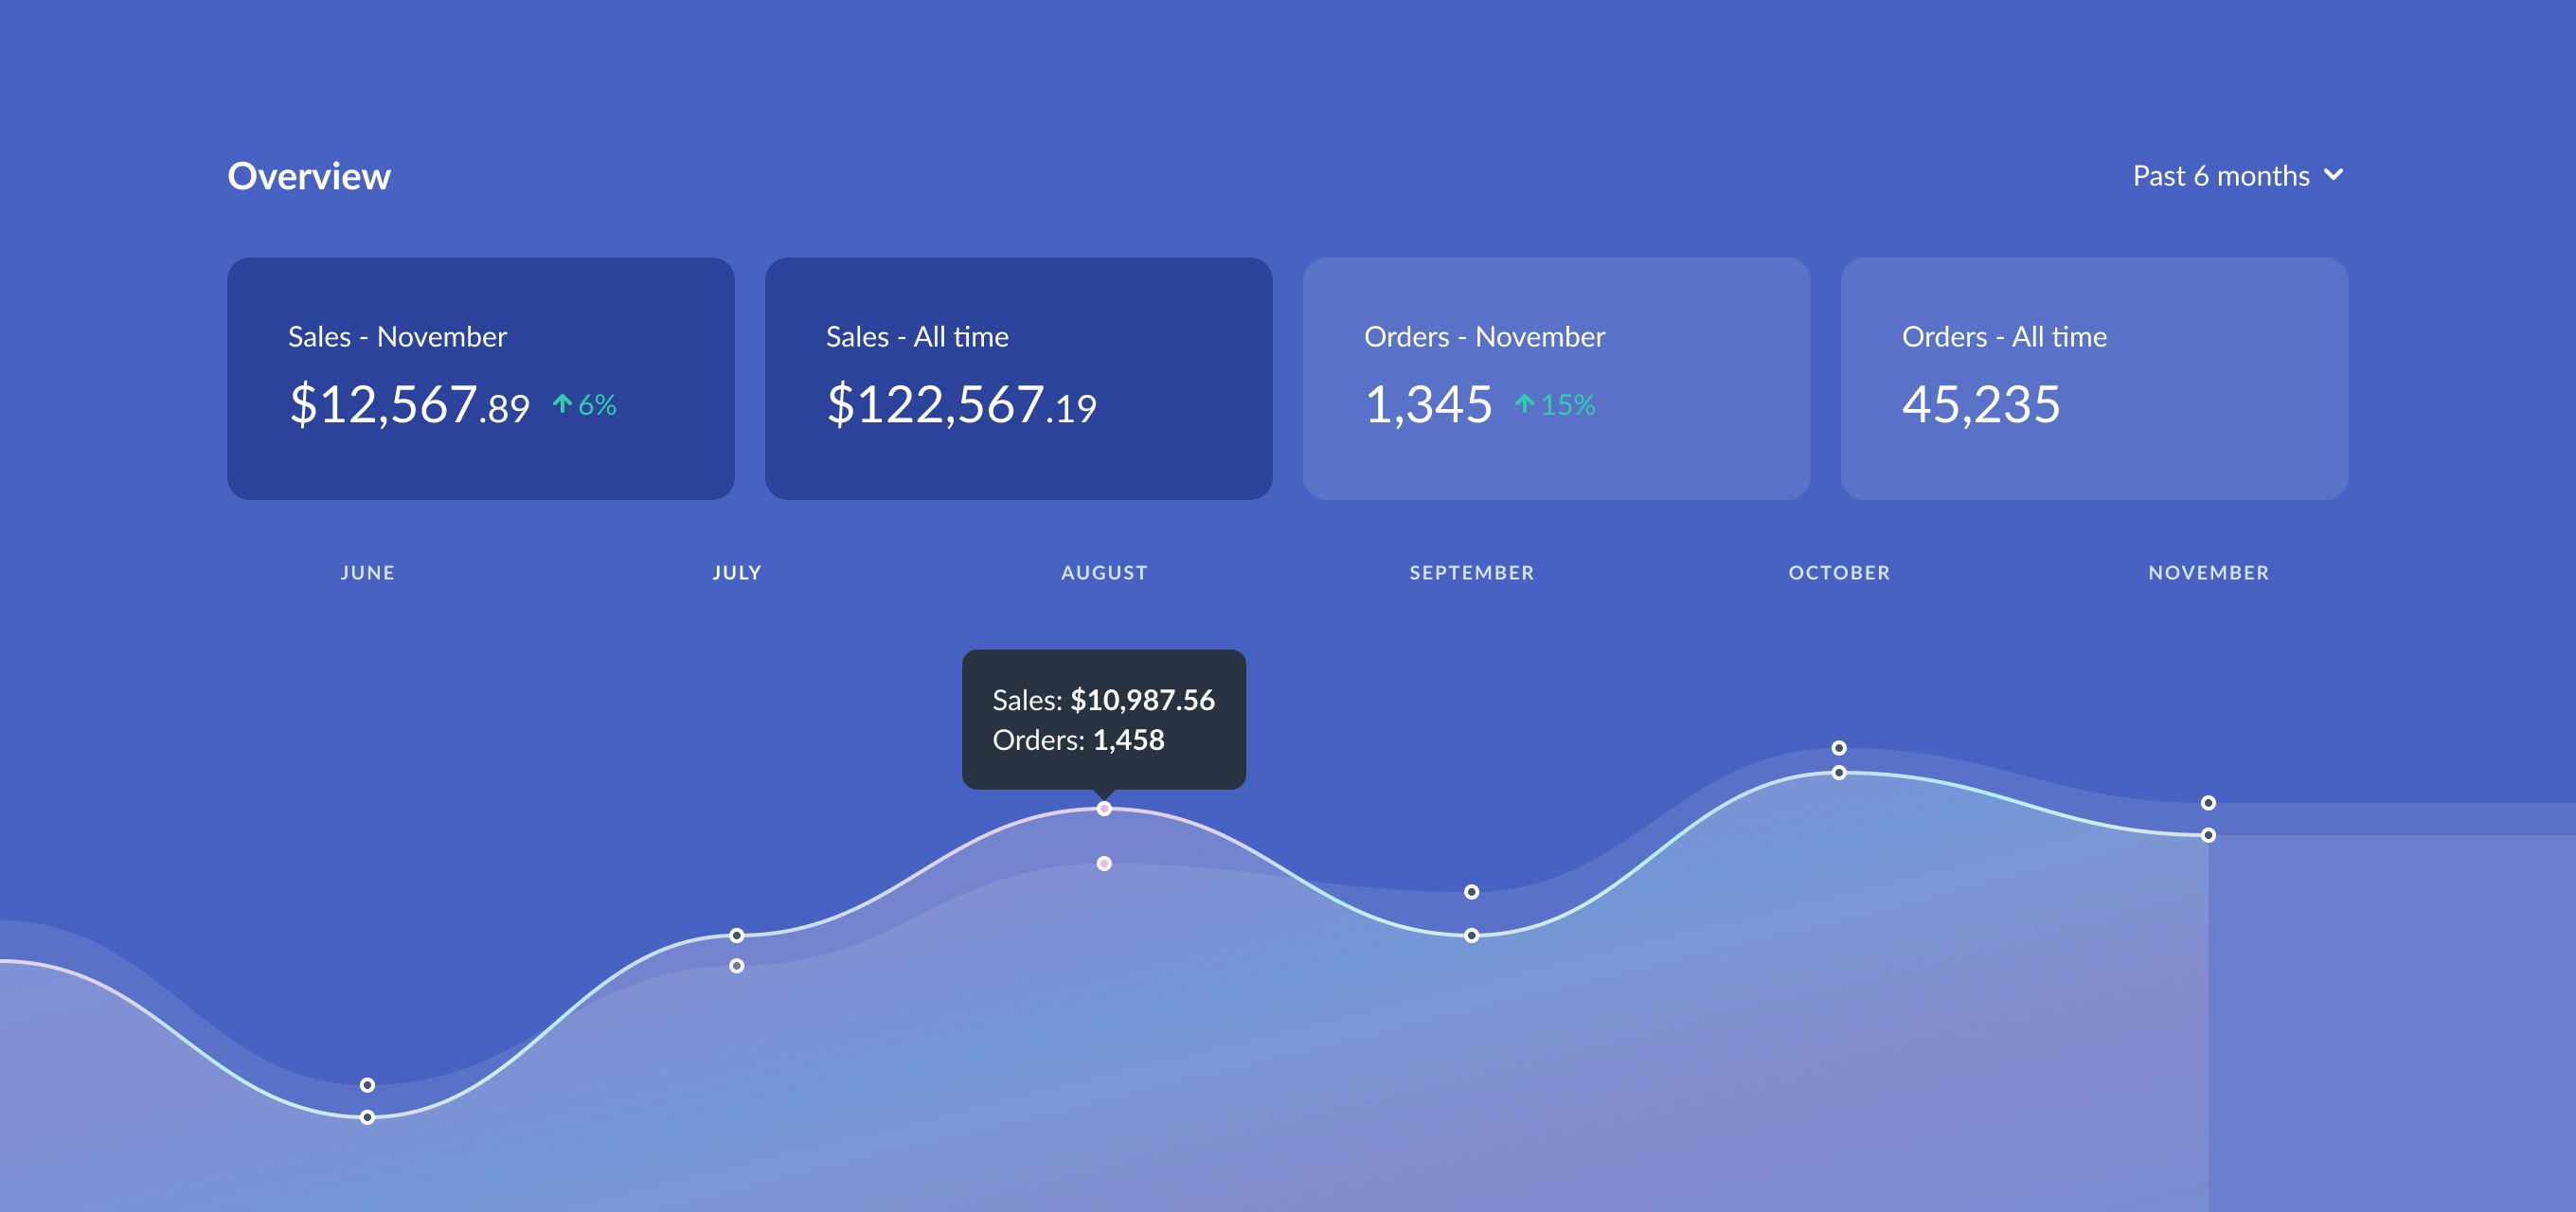 Overview
Past 6 months
Sales - November
$12,567.89 6%
Sales - All time
$122,567.19
Orders - November
1,345 15%
Orders - All time
45,235
JUNE
JULY
AUGUST
SEPTEMBER
OCTOBER
NOVEMBER
Sales: $10,987.56
Orders: 1,458